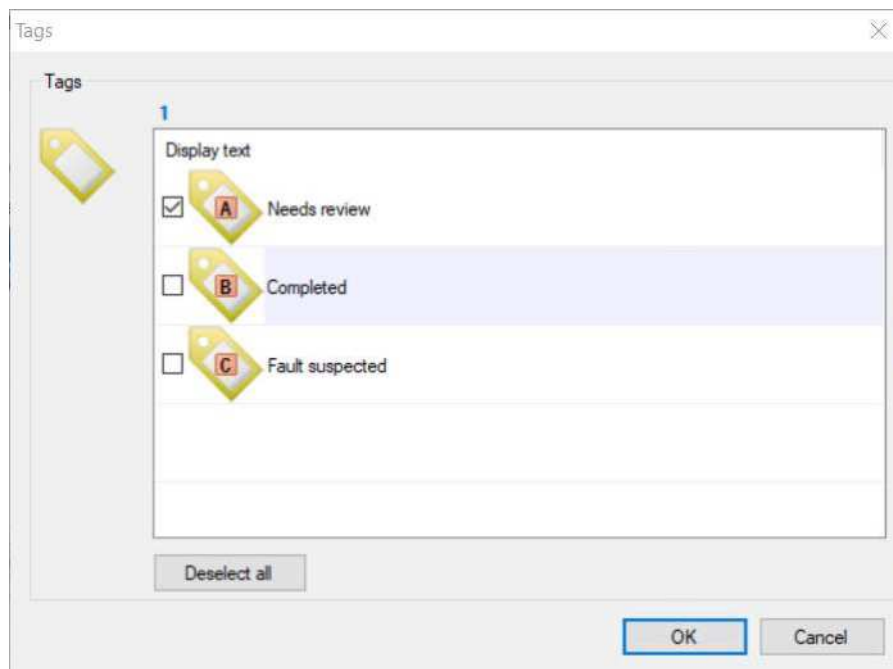 Tags
Tags
1
Display text
A Needs review
B Completed
C Fault suspected
Deselect all
OK Cancel